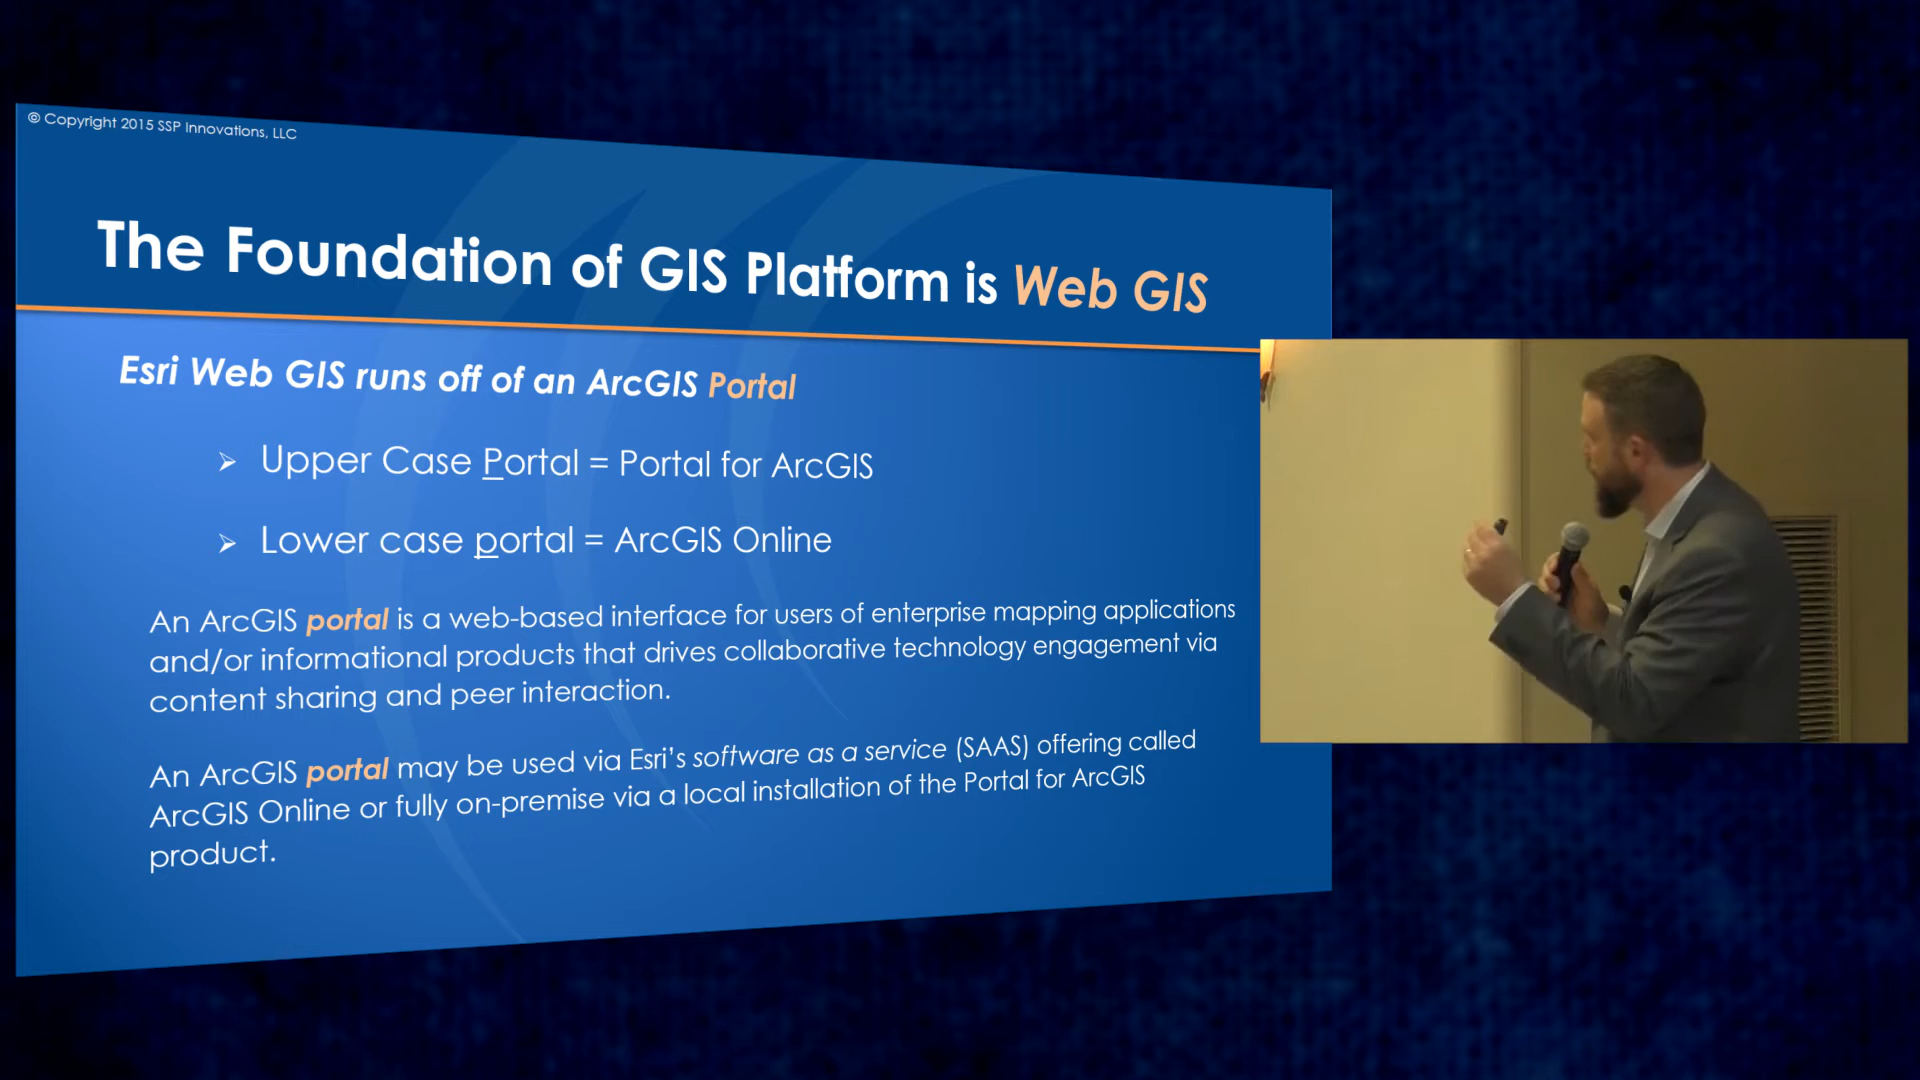 © Copyright 2015 SSP Innovations, LLC
The Foundation of GIS Platform is Web GIS
Esri Web GIS runs off of an ArcGIS Portal
➢ Upper Case Portal = Portal for ArcGIS
➢ Lower case portal = ArcGIS Online
An ArcGIS portal is a web-based interface for users of enterprise mapping applications
and/or informational products that drives collaborative technology engagement via
content sharing and peer interaction.
An ArcGIS portal may be used via Esri's software as a service (SAAS) offering called
ArcGIS Online or fully on-premise via a local installation of the Portal for ArcGIS
product.